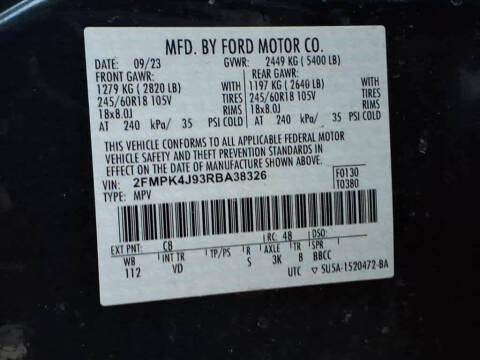 MFD. BY FORD MOTOR CO.
DATE: 09/23 GVWR: 2449 KG (5400 LB)
FRONT GAWR: REAR GAWR:
1279 KG (2820 LB) WITH 1197 KG (2640 LB) WITH
245/60R18 105V TIRES 245/60R18 105V TIRES
18x8.0J RIMS 18x8.0J RIMS
AT 240 kPa/ 35 PSI COLD AT 240 kPa/ 35 PSI COLD
THIS VEHICLE CONFORMS TO ALL APPLICABLE FEDERAL MOTOR
VEHICLE SAFETY AND THEFT PREVENTION STANDARDS IN
EFFECT ON THE DATE OF MANUFACTURE SHOWN ABOVE.
VIN: 2FMPK4J93RBA38326 F0130
TYPE: MPV T0380
EXT PNT: CB RC: 48 DSO:
WB INT TR TP/PS R AXLE TR SPR
112 VD S 3K B BBCC
UTC ▽ 5U5A-1520472-BA